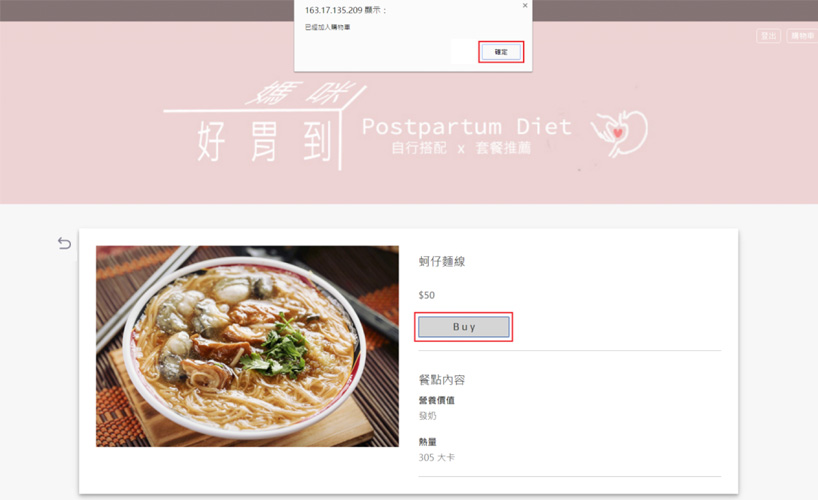 163.17.135.209 顯示：
已經加入購物車
確定
登出
購物車
媽咪
好胃到
Postpartum Diet
自行搭配 x 套餐推薦
蚵仔麵線
$50
Buy
餐點內容
營養價值
發奶
熱量
305 大卡